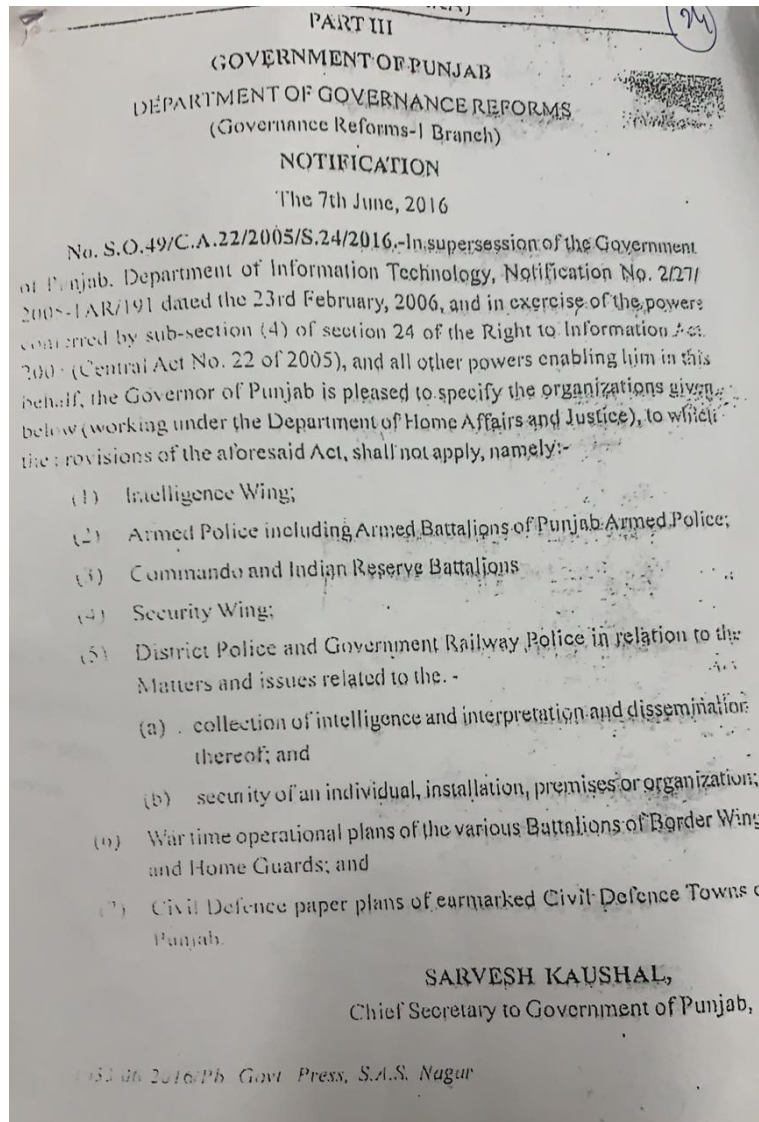 24
PART III
GOVERNMENT OF PUNJAB
DEPARTMENT OF GOVERNANCE REFORMS
(Governance Reforms-I Branch)
NOTIFICATION
The 7th June, 2016
No. S.O.49/C.A.22/2005/S.24/2016.-In supersession of the Government
of Punjab. Department of Information Technology, Notification No. 2/27/
2005-1AR/191 dated the 23rd February, 2006, and in exercise of the powers
conferred by sub-section (4) of section 24 of the Right to Information Act
(Central Act No. 22 of 2005), and all other powers enabling him in this
behalf, the Governor of Punjab is pleased to specify the organizations given
below (working under the Department of Home Affairs and Justice), to which
the provisions of the aforesaid Act, shall not apply, namely:-
(1) Intelligence Wing;
(2) Armed Police including Armed Battalions of Punjab Armed Police;
(3) Commando and Indian Reserve Battalions
(4) Security Wing;
(5) District Police and Government Railway Police in relation to the
Matters and issues related to the. -
(a) . collection of intelligence and interpretation and dissemination
thereof; and
(b) security of an individual, installation, premises or organization;
(6) War time operational plans of the various Battalions of Border Wing
and Home Guards; and
(7) Civil Defence paper plans of earmarked Civil Defence Towns
Punjab.
SARVESH KAUSHAL,
Chief Secretary to Government of Punjab,
2016/Pb. Govt. Press, S.A.S. Nagar